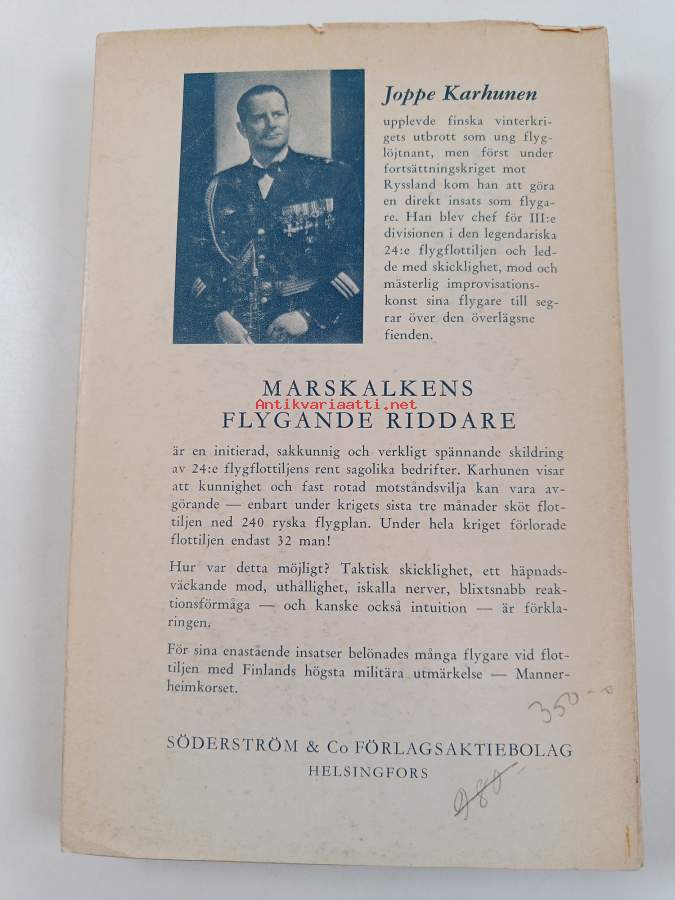 Joppe Karhunen
upplevde finska vinterkri-
gets utbrott som ung flyg-
löjtnant, men först under
fortsättningskriget mot
Ryssland kom han att göra
en direkt insats som flyga-
re. Han blev chef för III:e
divisionen i den legendariska
24:e flygflottiljen och led-
de med skicklighet, mod och
mästerlig improvisations-
konst sina flygare till seg-
rar över den överlägsne
fienden.
MARSKALKENS
Antikvariaatti.net
FLYGANDE RIDDARE
är en initierad, sakkunnig och verkligt spännande skildring
av 24:e flygflottiljens rent sagolika bedrifter. Karhunen visar
att kunnighet och fast rotad motståndsvilja kan vara av-
görande — enbart under krigets sista tre månader sköt flot-
tiljen ned 240 ryska flygplan. Under hela kriget förlorade
flottiljen endast 32 man!
Hur var detta möjligt? Taktisk skicklighet, ett häpnads-
väckande mod, uthållighet, iskalla nerver, blixtsnabb reak-
tionsförmåga — och kanske också intuition — är förkla-
ringen.
För sina enastående insatser belönades många flygare vid flot-
tiljen med Finlands högsta militära utmärkelse — Manner-
heimkorset.
350-
SÖDERSTRÖM & Co FÖRLAGSAKTIEBOLAG
HELSINGFORS